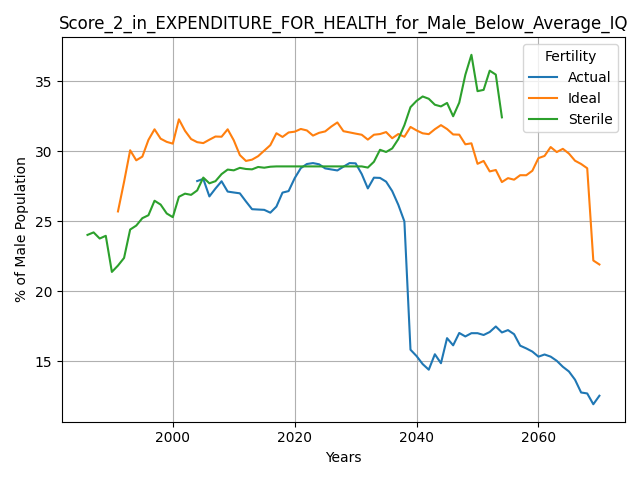 Score_2_in_EXPENDITURE_FOR_HEALTH_for_Male_Below_Average_IQ
Fertility
Actual
Ideal
Sterile
% of Male Population
35
30
25
20
15
2000
2020
2040
2060
Years